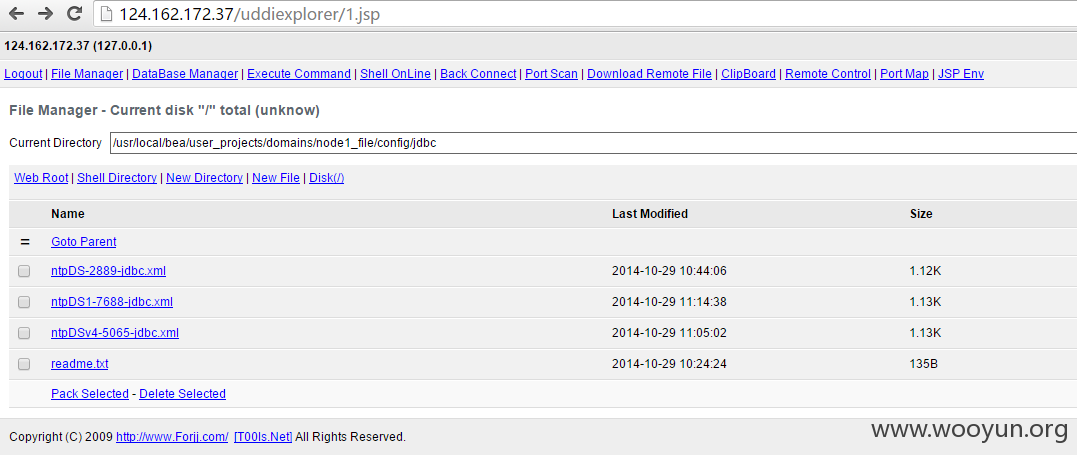 124.162.172.37/uddiexplorer/1.jsp
124.162.172.37 (127.0.0.1)
Logout | File Manager | DataBase Manager | Execute Command | Shell OnLine | Back Connect | Port Scan | Download Remote File | ClipBoard | Remote Control | Port Map | JSP Env
File Manager - Current disk "/" total (unknow)
Current Directory /usr/local/bea/user_projects/domains/node1_file/config/jdbc
Web Root | Shell Directory | New Directory | New File | Disk(/)
Name Last Modified Size
= Goto Parent
ntpDS-2889-jdbc.xml 2014-10-29 10:44:06 1.12K
ntpDS1-7688-jdbc.xml 2014-10-29 11:14:38 1.13K
ntpDSv4-5065-jdbc.xml 2014-10-29 11:05:02 1.13K
readme.txt 2014-10-29 10:24:24 135B
Pack Selected - Delete Selected
Copyright (C) 2009 http://www.Forjj.com/ [T00ls.Net] All Rights Reserved.
www.wooyun.org